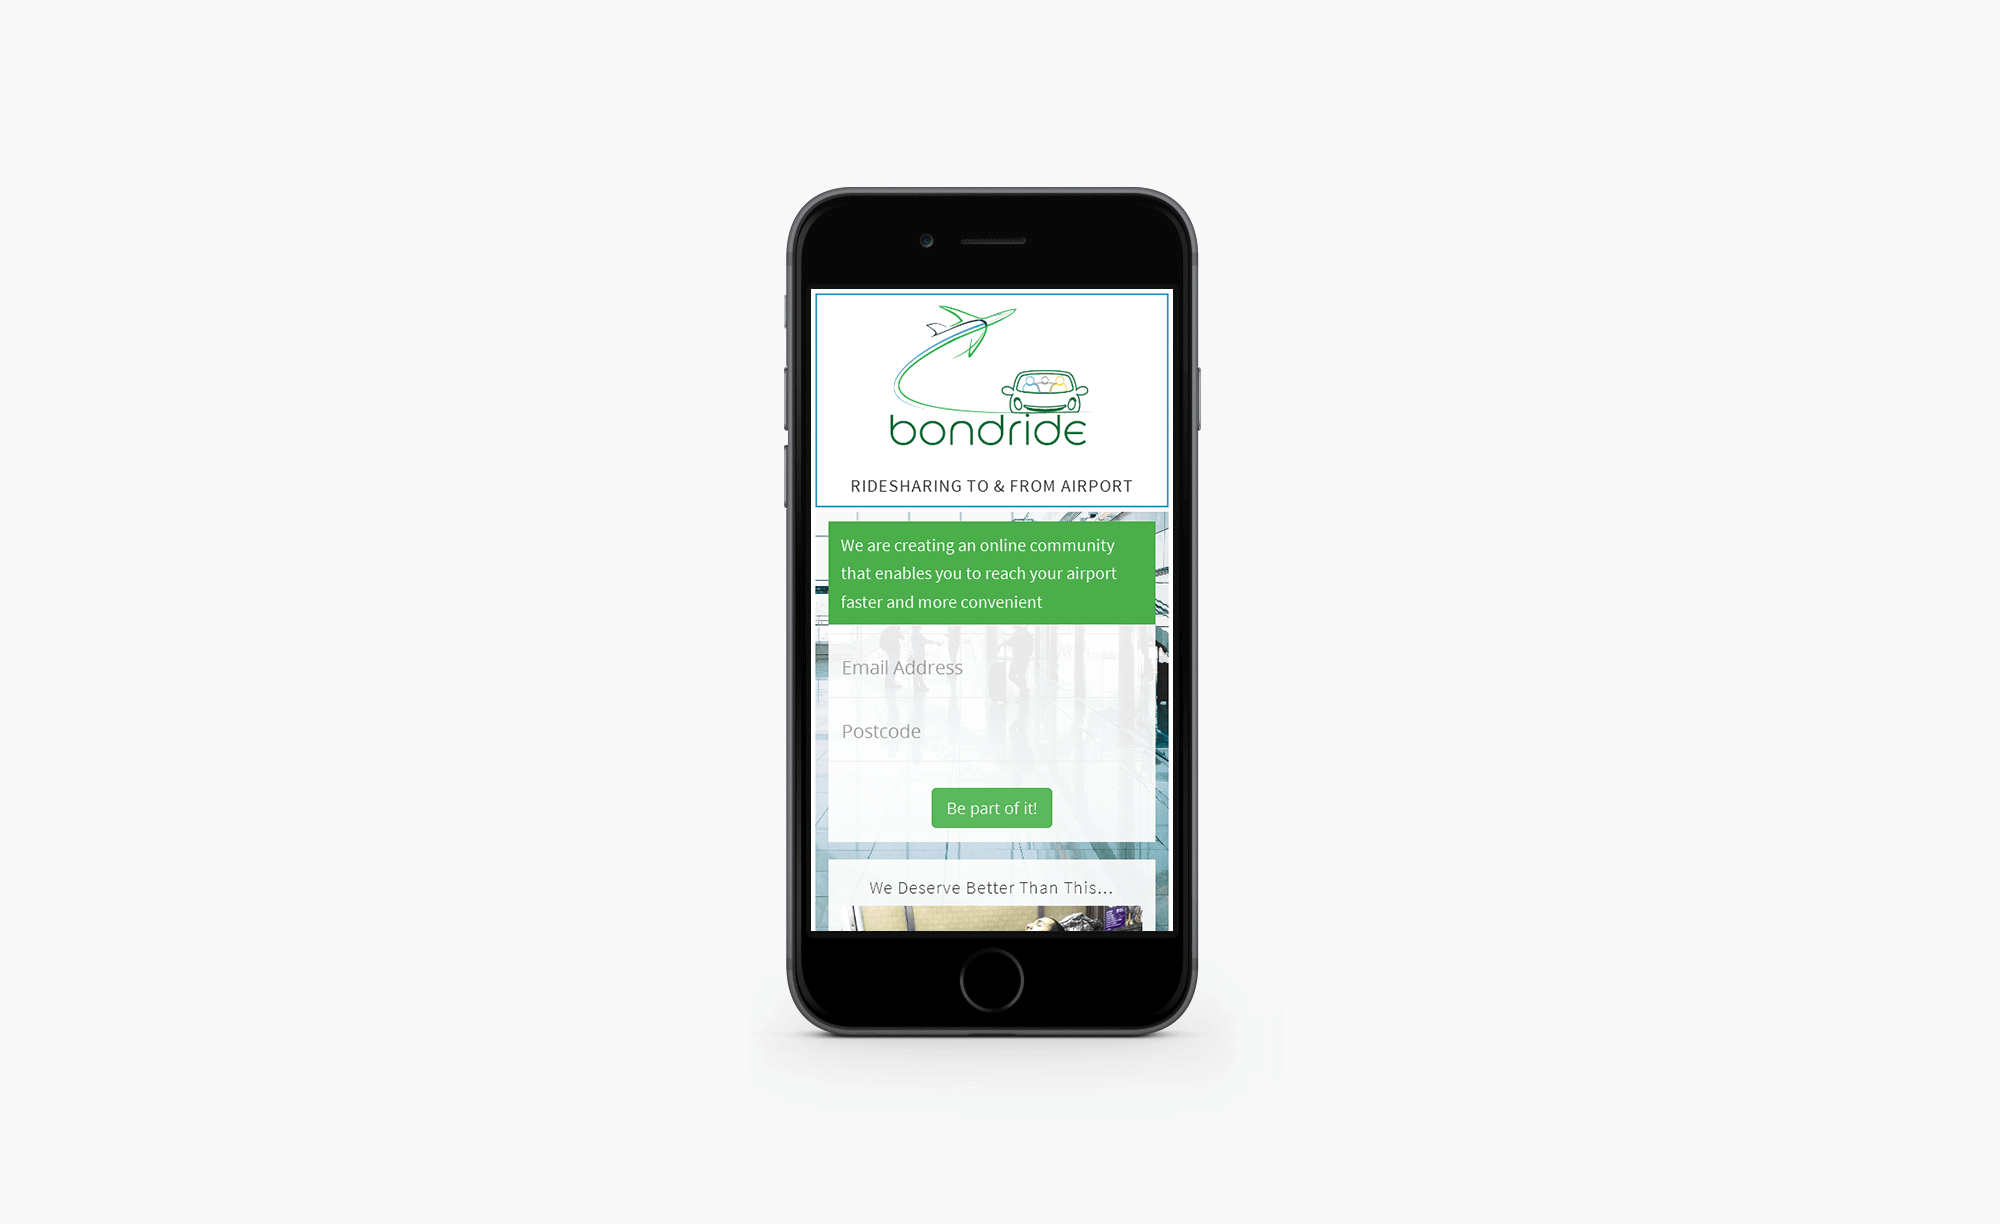 bondride
RIDESHARING TO & FROM AIRPORT
We are creating an online community
that enables you to reach your airport
faster and more convenient
Email Address
Postcode
Be part of it!
We Deserve Better Than This...